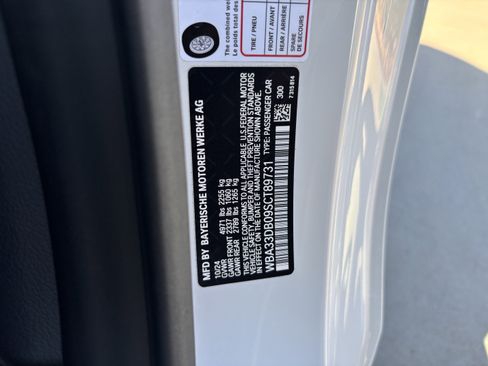 The combined wei
Le poids total des
TIRE / PNEU
FRONT / AVANT
REAR / ARRIÈRE
SPARE
DE SECOURS
MFD BY BAYERISCHE MOTOREN WERKE AG
10/24
GVWR 4971 lbs 2255 kg
GAWR FRONT 2337 lbs 1060 kg
GAWR REAR 2789 lbs 1265 kg
THIS VEHICLE CONFORMS TO ALL APPLICABLE U.S. FEDERAL MOTOR
VEHICLE SAFETY, BUMPER, AND THEFT PREVENTION STANDARDS
IN EFFECT ON THE DATE OF MANUFACTURE SHOWN ABOVE.
WBA33DB09SCT89731 TYPE: PASSENGER CAR
300
7315814